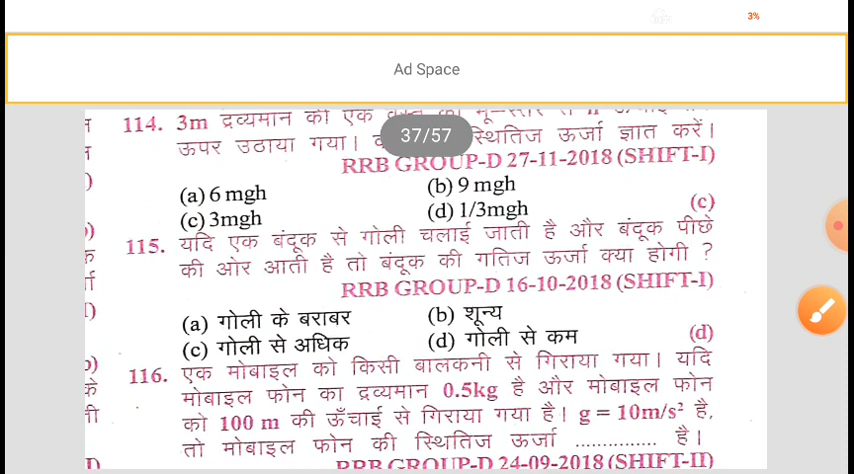 3%
Ad Space
114. 3m द्रव्यमान की एक वस्तु को भू-स्तर से
37/57
ऊपर उठाया गया। स्थितिज ऊर्जा ज्ञात करें।
RRB GROUP-D 27-11-2018 (SHIFT-I)
(a) 6 mgh (b) 9 mgh
(c) 3mgh (d) 1/3mgh (c)
115. यदि एक बंदूक से गोली चलाई जाती है और बंदूक पीछे
की ओर आती है तो बंदूक की गतिज ऊर्जा क्या होगी ?
RRB GROUP-D 16-10-2018 (SHIFT-I)
(a) गोली के बराबर (b) शून्य
(c) गोली से अधिक (d) गोली से कम (d)
116. एक मोबाइल को किसी बालकनी से गिराया गया। यदि
मोबाइल फोन का द्रव्यमान 0.5kg है और मोबाइल फोन
को 100 m की ऊँचाई से गिराया गया है। g = 10m/s² है,
तो मोबाइल फोन की स्थितिज ऊर्जा .............. है।
RRB GROUP-D 24-09-2018 (SHIFT-II)